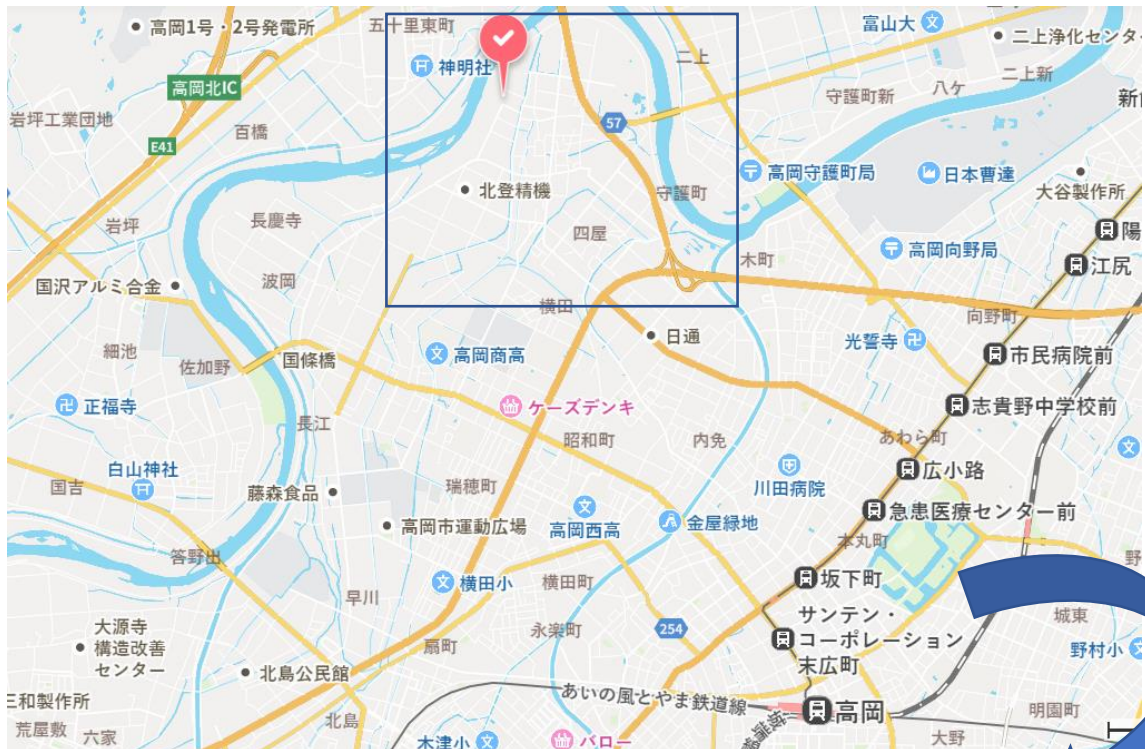 高岡1号・2号発電所
五十里東町
富山大
二上浄化センタ
神明社
二上
二上新
八ケ
守護町新
高岡北IC
岩坪工業団地
57
百橋
E41
高岡守護町局
日本曹達
大谷製作所
北登精機
守護町
岩坪
長慶寺
四屋
高岡向野局
陽
木町
江尻
国沢アルミ合金
波岡
横田
向野町
日通
光誓寺
細池
佐加野
国條橋
高岡商高
市民病院前
正福寺
ケーズデンキ
志貴野中学校前
長江
昭和町
内免
あわら町
白山神社
広小路
国吉
藤森食品
瑞穂町
川田病院
高岡市運動広場
高岡西高
金屋緑地
急患医療センター前
本丸町
答野出
野
横田小
横田町
坂下町
早川
大源寺
構造改善
センター
永楽町
254
サンテン・
コーポレーション
末広町
城東
扇町
野村小
北島公民館
三和製作所
あいの風とやま鉄道線
高岡
明園町
荒屋敷
六家
北島
木津小
バロー
大野